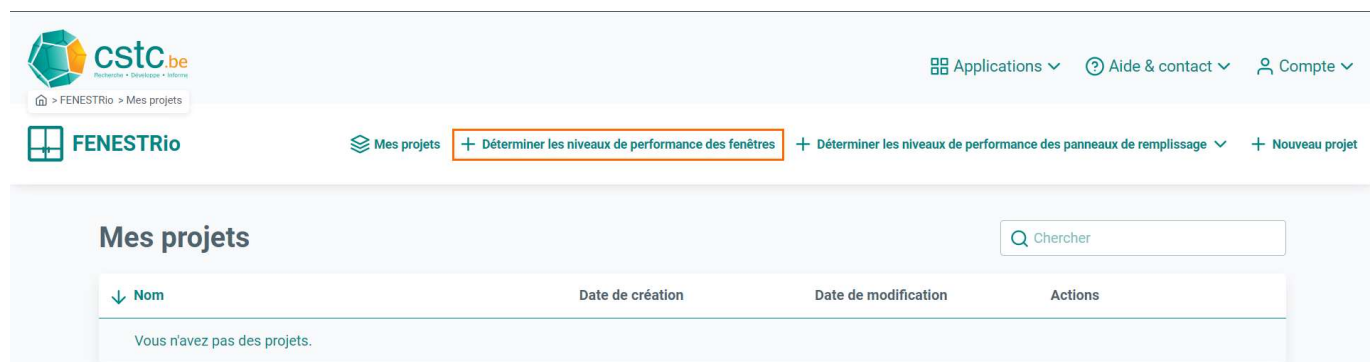 cstc.be
Recherche • Développe • Informe
Applications
Aide & contact
Compte
> FENESTRio > Mes projets
FENESTRio
Mes projets
+ Déterminer les niveaux de performance des fenêtres
+ Déterminer les niveaux de performance des panneaux de remplissage
+ Nouveau projet
Mes projets
Chercher
Nom
Date de création
Date de modification
Actions
Vous n'avez pas des projets.